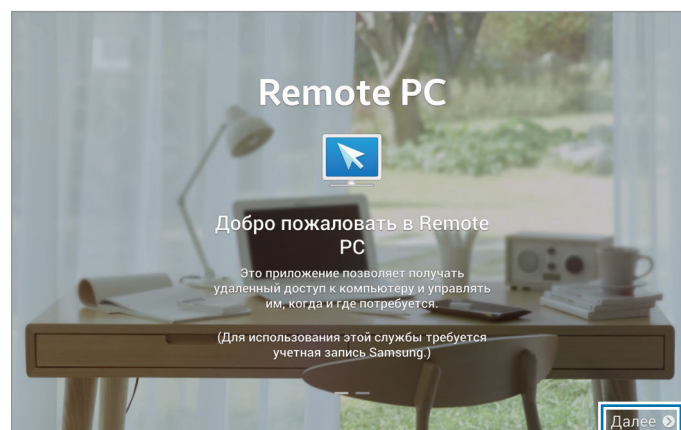 Remote PC
Добро пожаловать в Remote
PC
Это приложение позволяет получать
удаленный доступ к компьютеру и управлять
им, когда и где потребуется.
(Для использования этой службы требуется
учетная запись Samsung.)
Далее